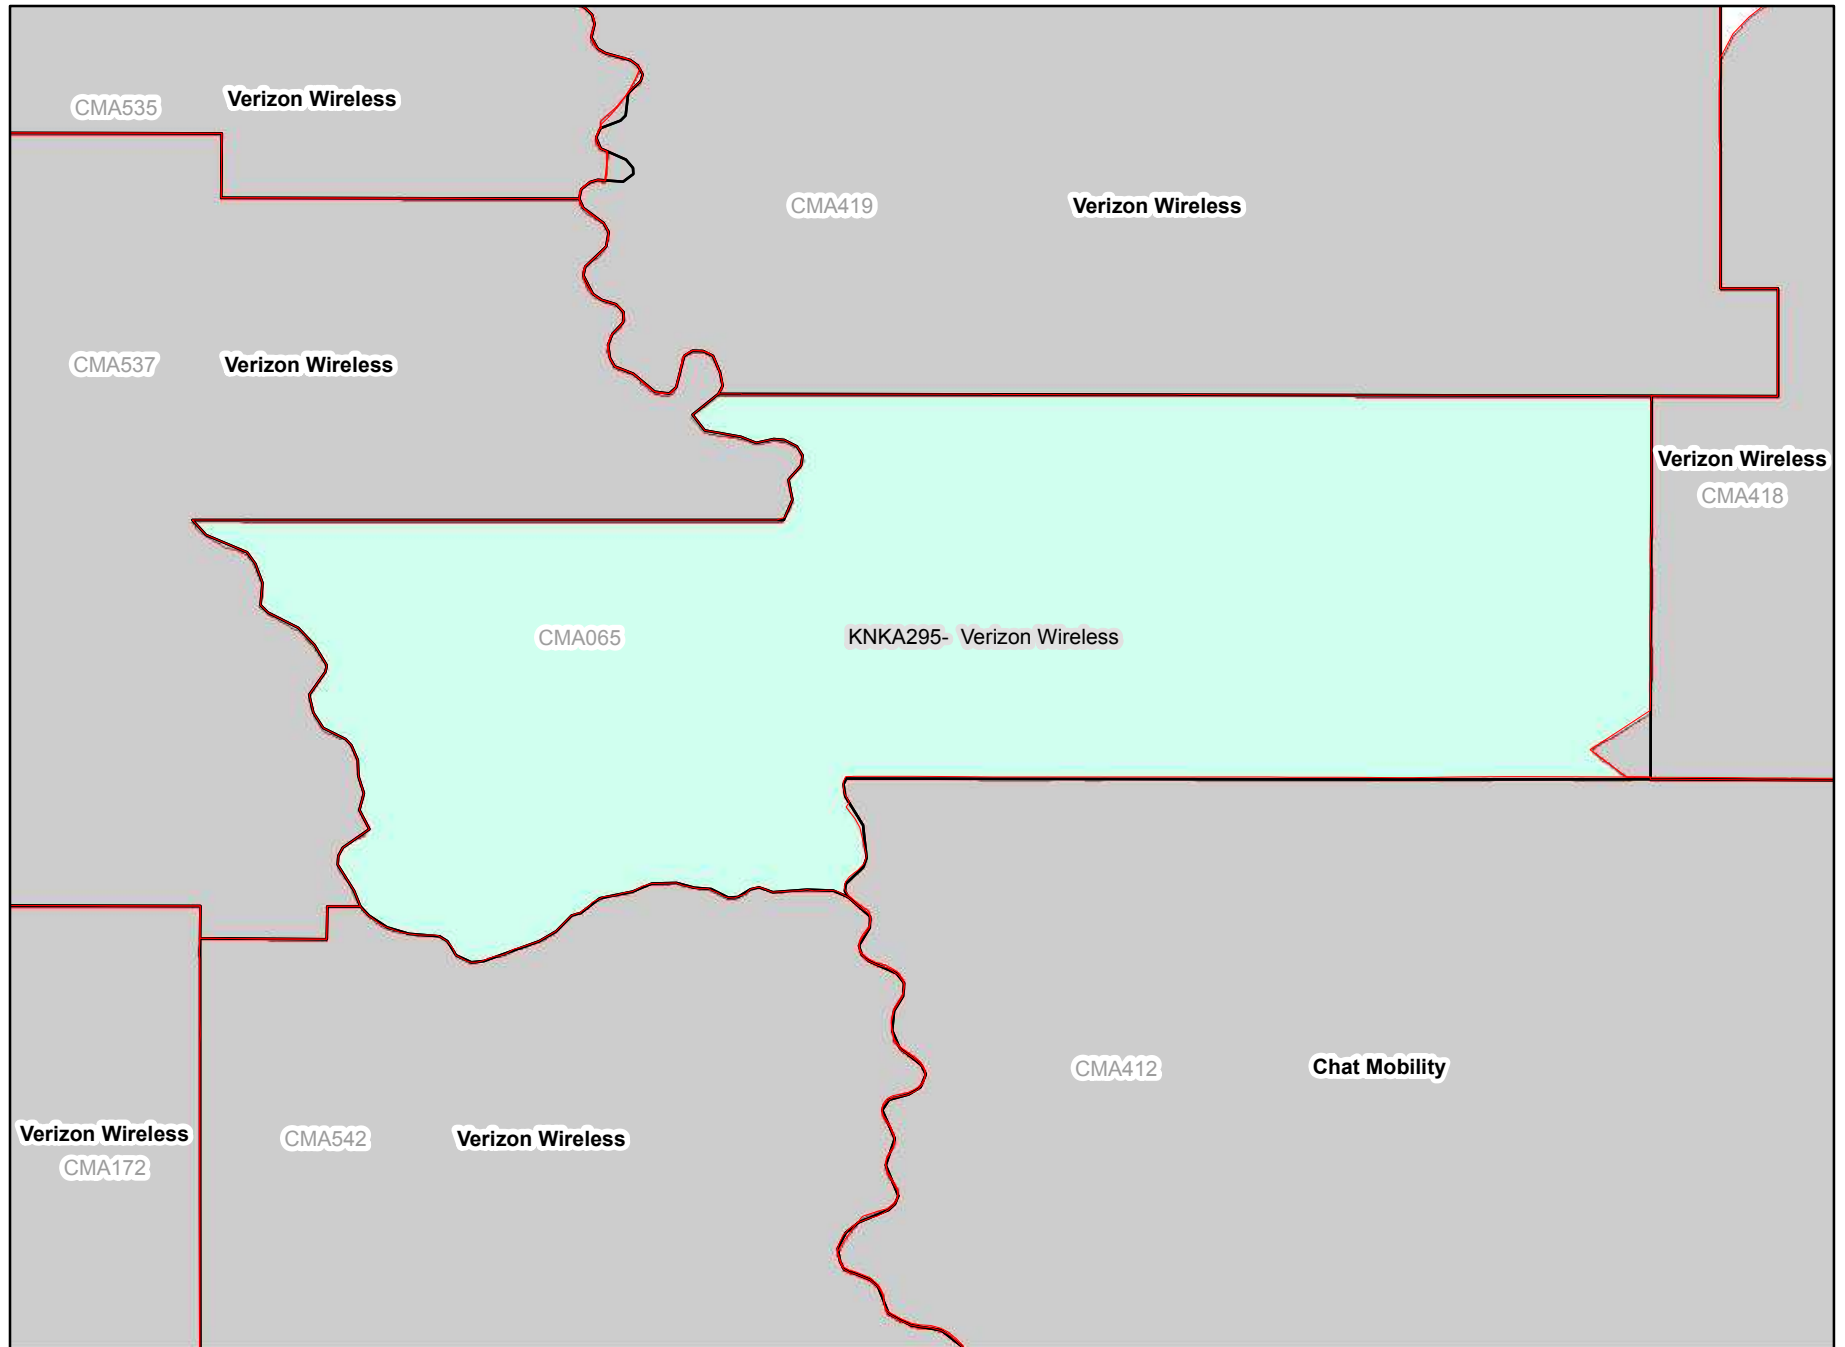 CMA535 Verizon Wireless
CMA419 Verizon Wireless
CMA537 Verizon Wireless
Verizon Wireless
CMA418
CMA065 KNKA295- Verizon Wireless
CMA412 Chat Mobility
Verizon Wireless
CMA172
CMA542 Verizon Wireless